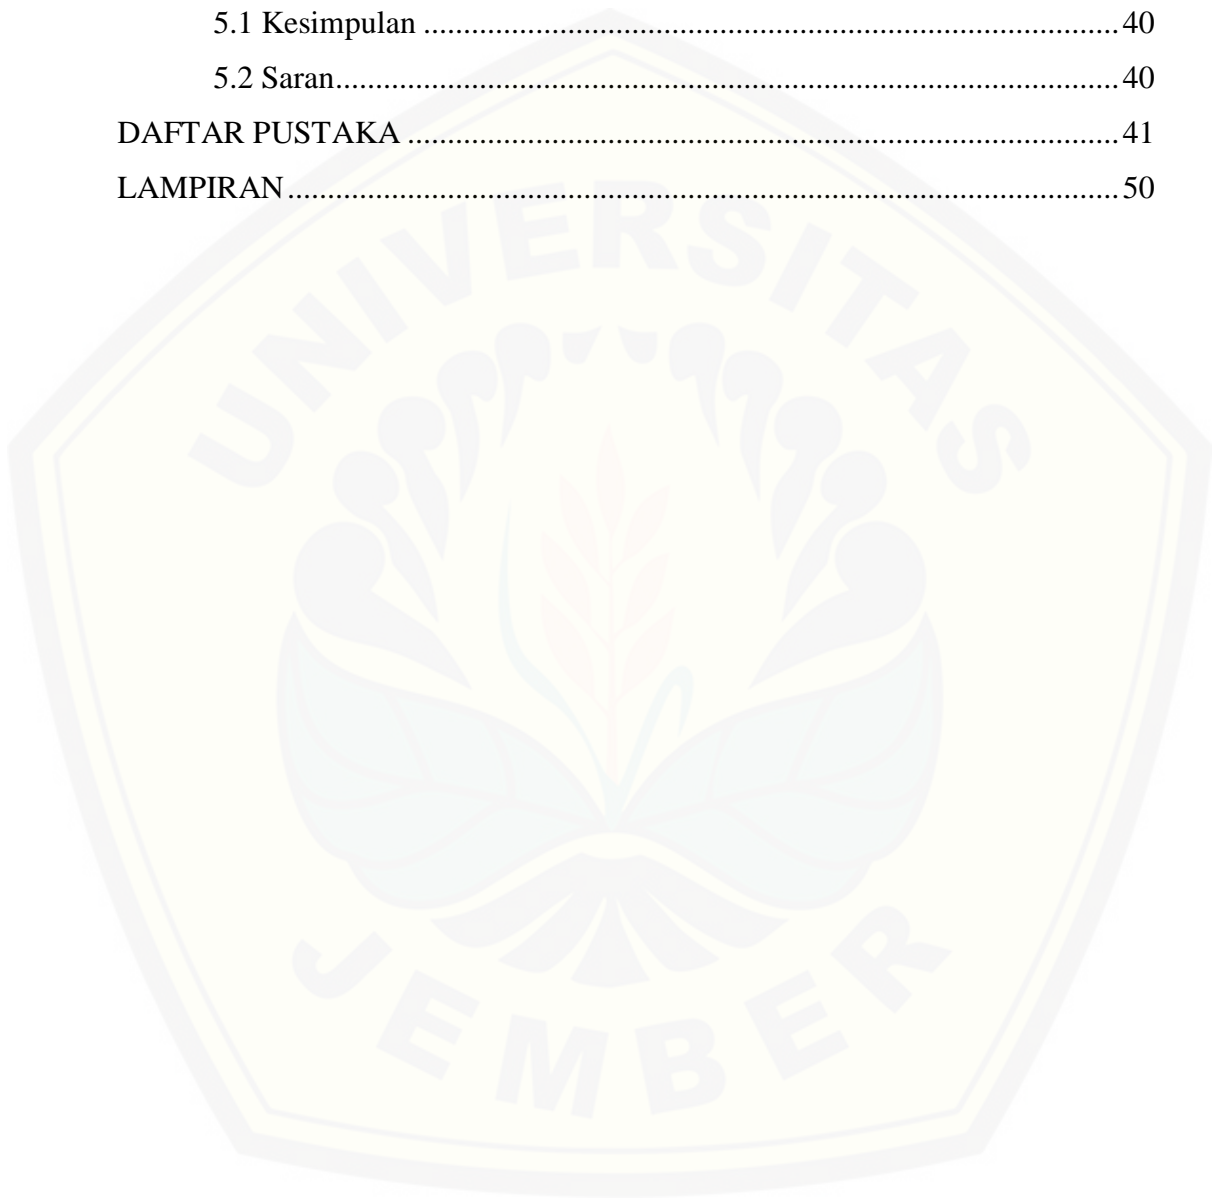 5.1 Kesimpulan ........................................................................................ 40
5.2 Saran................................................................................................... 40
DAFTAR PUSTAKA .......................................................................................... 41
LAMPIRAN......................................................................................................... 50
UNIVERSITAS
JEMBER